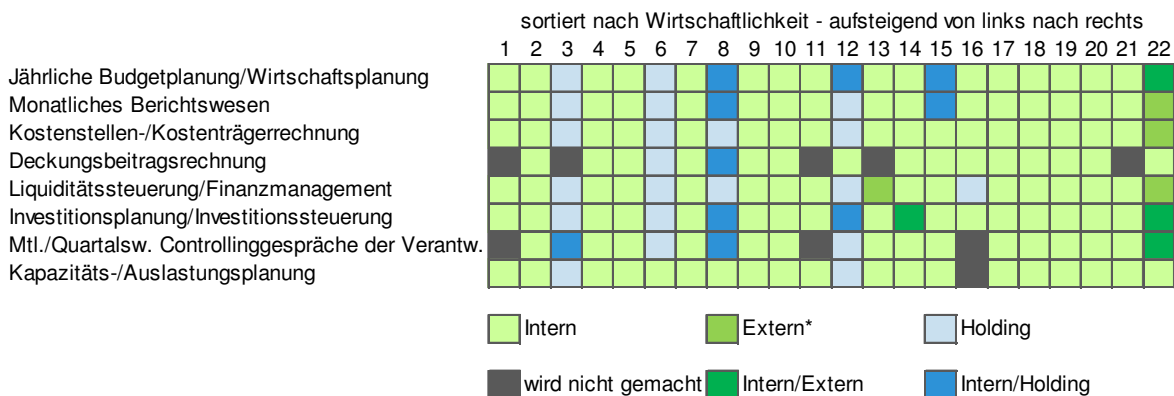 sortiert nach Wirtschaftlichkeit - aufsteigend von links nach rechts
1 2 3 4 5 6 7 8 9 10 11 12 13 14 15 16 17 18 19 20 21 22
Jährliche Budgetplanung/Wirtschaftsplanung
Monatliches Berichtswesen
Kostenstellen-/Kostenträgerrechnung
Deckungsbeitragsrechnung
Liquiditätssteuerung/Finanzmanagement
Investitionsplanung/Investitionssteuerung
Mtl./Quartalsw. Controllinggespräche der Verantw.
Kapazitäts-/Auslastungsplanung
Intern Extern* Holding
wird nicht gemacht Intern/Extern Intern/Holding